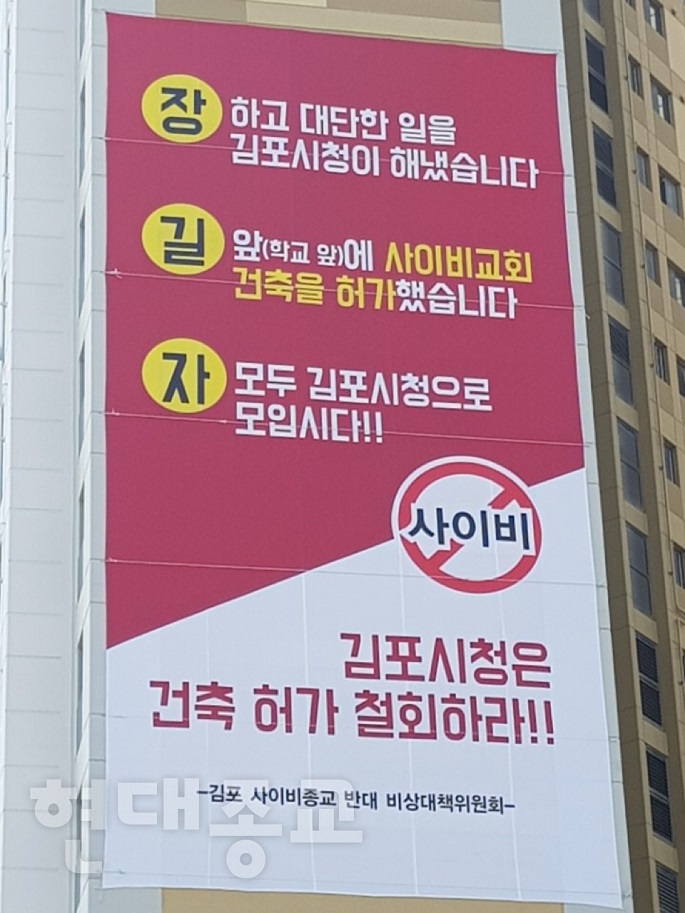 장하고 대단한 일을
김포시청이 해냈습니다
길 앞(학교 앞)에 사이비교회
건축을 허가했습니다
자 모두 김포시청으로
모입시다!!
사이비
김포시청은
건축 허가 철회하라!!
-김포 사이비종교 반대 비상대책위원회-
현대종교